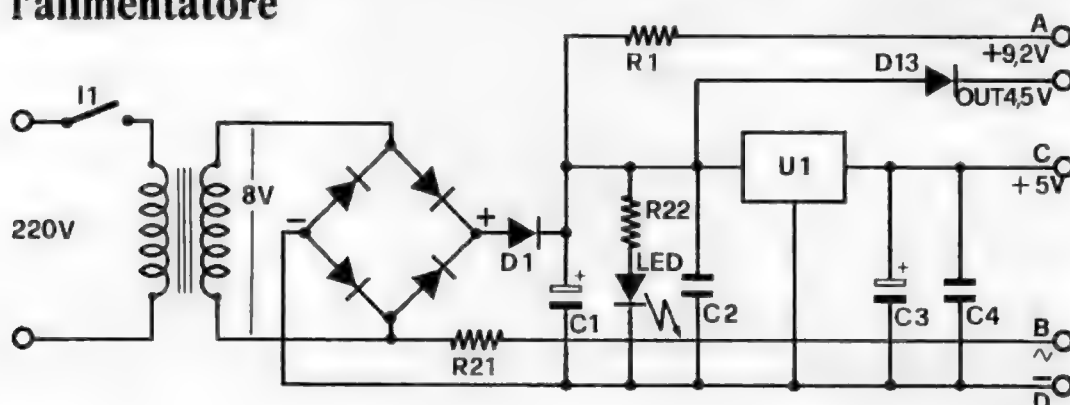 l'alimentatore
A
+9,2V
R1
D13
OUT4,5V
I1
C
+5V
U1
8V
220V
R22
–
+
D1
LED
+
C1
C2
+
C3
C4
B
~
R21
–
D